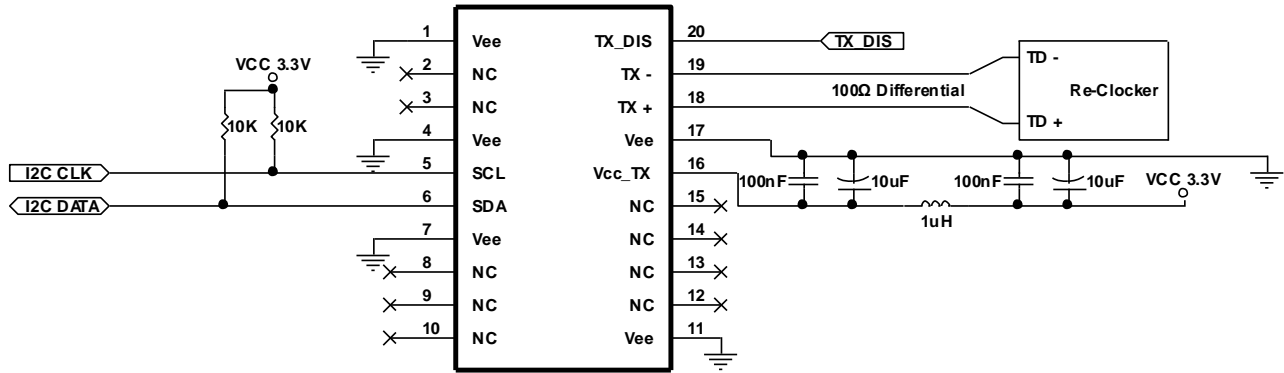 1 Vee TX_DIS 20 TX_DIS
2 NC TX - 19 TD -
VCC 3.3V
100Ω Differential Re-Clocker
3 NC TX + 18 TD +
10K 10K
4 Vee Vee 17
I2C CLK 5 SCL Vcc_TX 16 100nF 10uF 100nF 10uF VCC 3.3V
I2C DATA 6 SDA NC 15
1uH
7 Vee NC 14
8 NC NC 13
9 NC NC 12
10 NC Vee 11